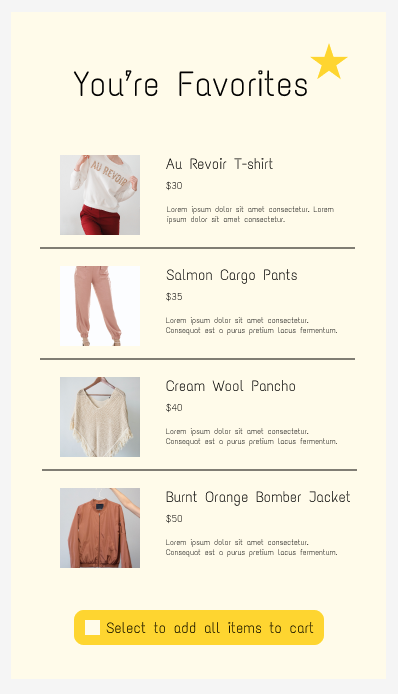 You're Favorites
AU REVOIR
Au Revoir T-shirt
$30
Lorem ipsum dolor sit amet consectetur. Lorem
ipsum dolor sit amet consectetur.
Salmon Cargo Pants
$35
Lorem ipsum dolor sit amet consectetur.
Consequat est a purus pretium lacus fermentum.
Cream Wool Pancho
$40
Lorem ipsum dolor sit amet consectetur.
Consequat est a purus pretium lacus fermentum.
Burnt Orange Bomber Jacket
$50
Lorem ipsum dolor sit amet consectetur.
Consequat est a purus pretium lacus fermentum.
Select to add all items to cart